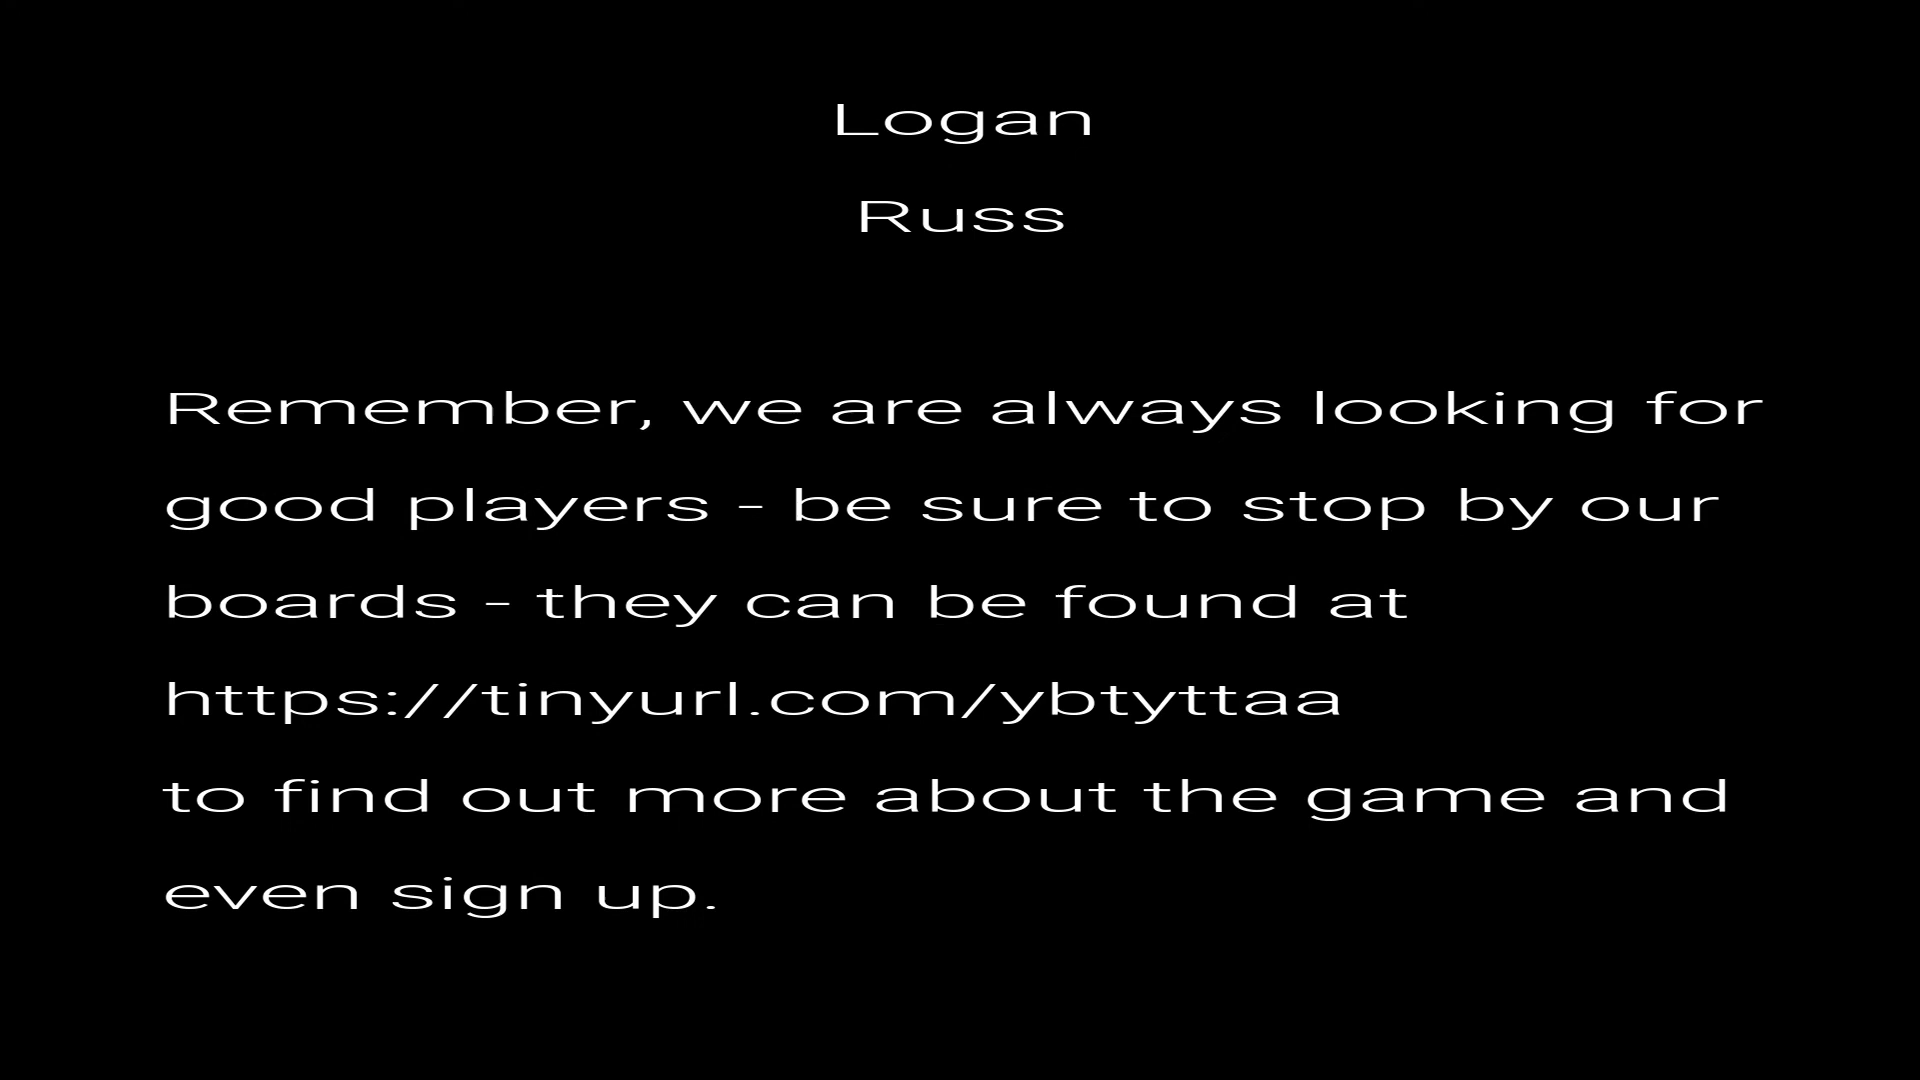 Logan
Russ
Remember, we are always looking for
good players - be sure to stop by our
boards - they can be found at
https://tinyurl.com/ybtyttaa
to find out more about the game and
even sign up.